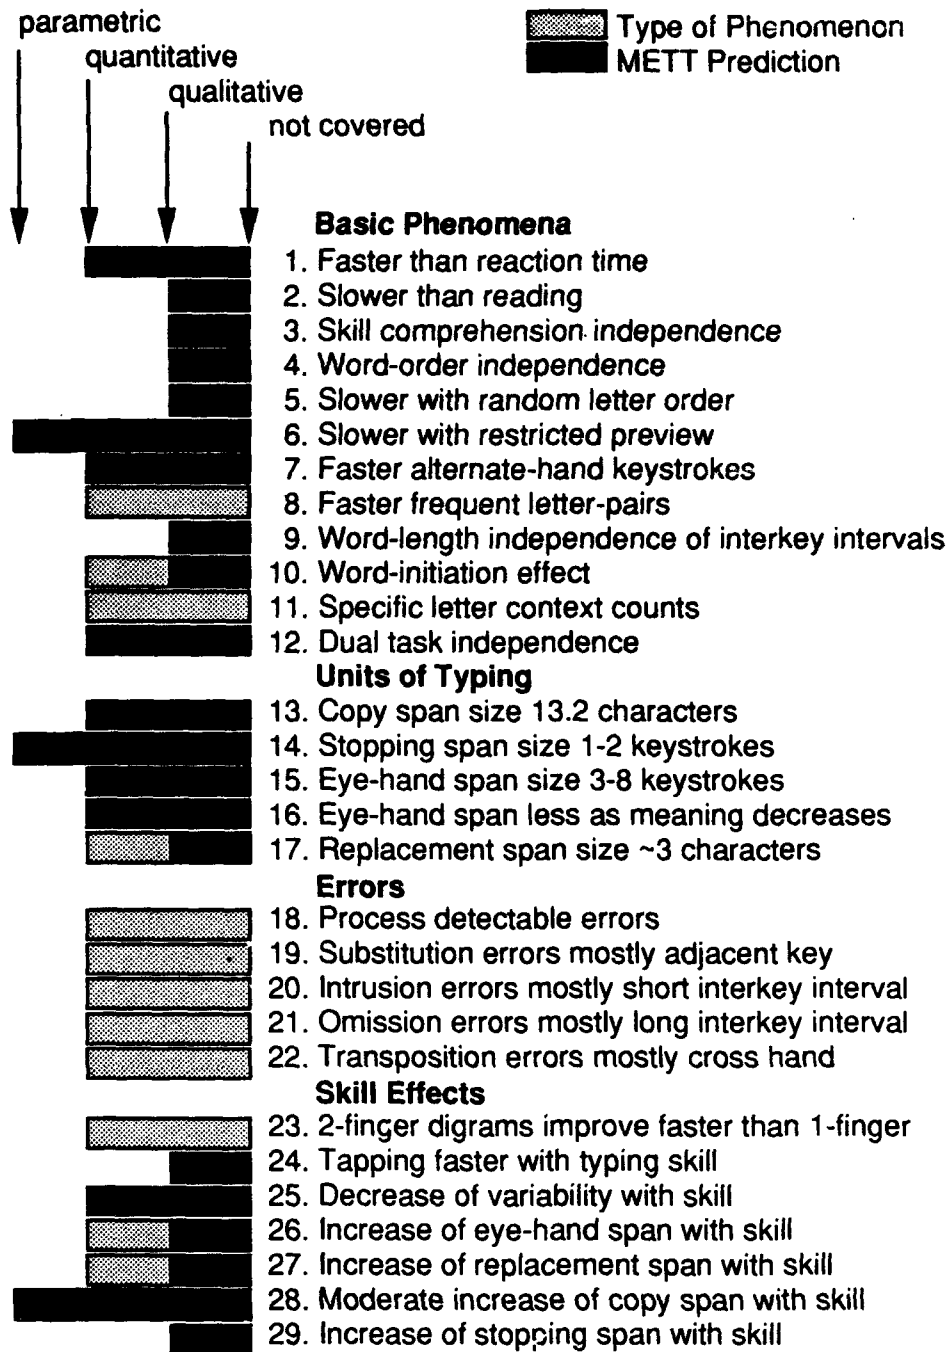 parametric
quantitative
qualitative
not covered
Type of Phenomenon
METT Prediction
Basic Phenomena
1. Faster than reaction time
2. Slower than reading
3. Skill comprehension independence
4. Word-order independence
5. Slower with random letter order
6. Slower with restricted preview
7. Faster alternate-hand keystrokes
8. Faster frequent letter-pairs
9. Word-length independence of interkey intervals
10. Word-initiation effect
11. Specific letter context counts
12. Dual task independence
Units of Typing
13. Copy span size 13.2 characters
14. Stopping span size 1-2 keystrokes
15. Eye-hand span size 3-8 keystrokes
16. Eye-hand span less as meaning decreases
17. Replacement span size ~3 characters
Errors
18. Process detectable errors
19. Substitution errors mostly adjacent key
20. Intrusion errors mostly short interkey interval
21. Omission errors mostly long interkey interval
22. Transposition errors mostly cross hand
Skill Effects
23. 2-finger digrams improve faster than 1-finger
24. Tapping faster with typing skill
25. Decrease of variability with skill
26. Increase of eye-hand span with skill
27. Increase of replacement span with skill
28. Moderate increase of copy span with skill
29. Increase of stopping span with skill